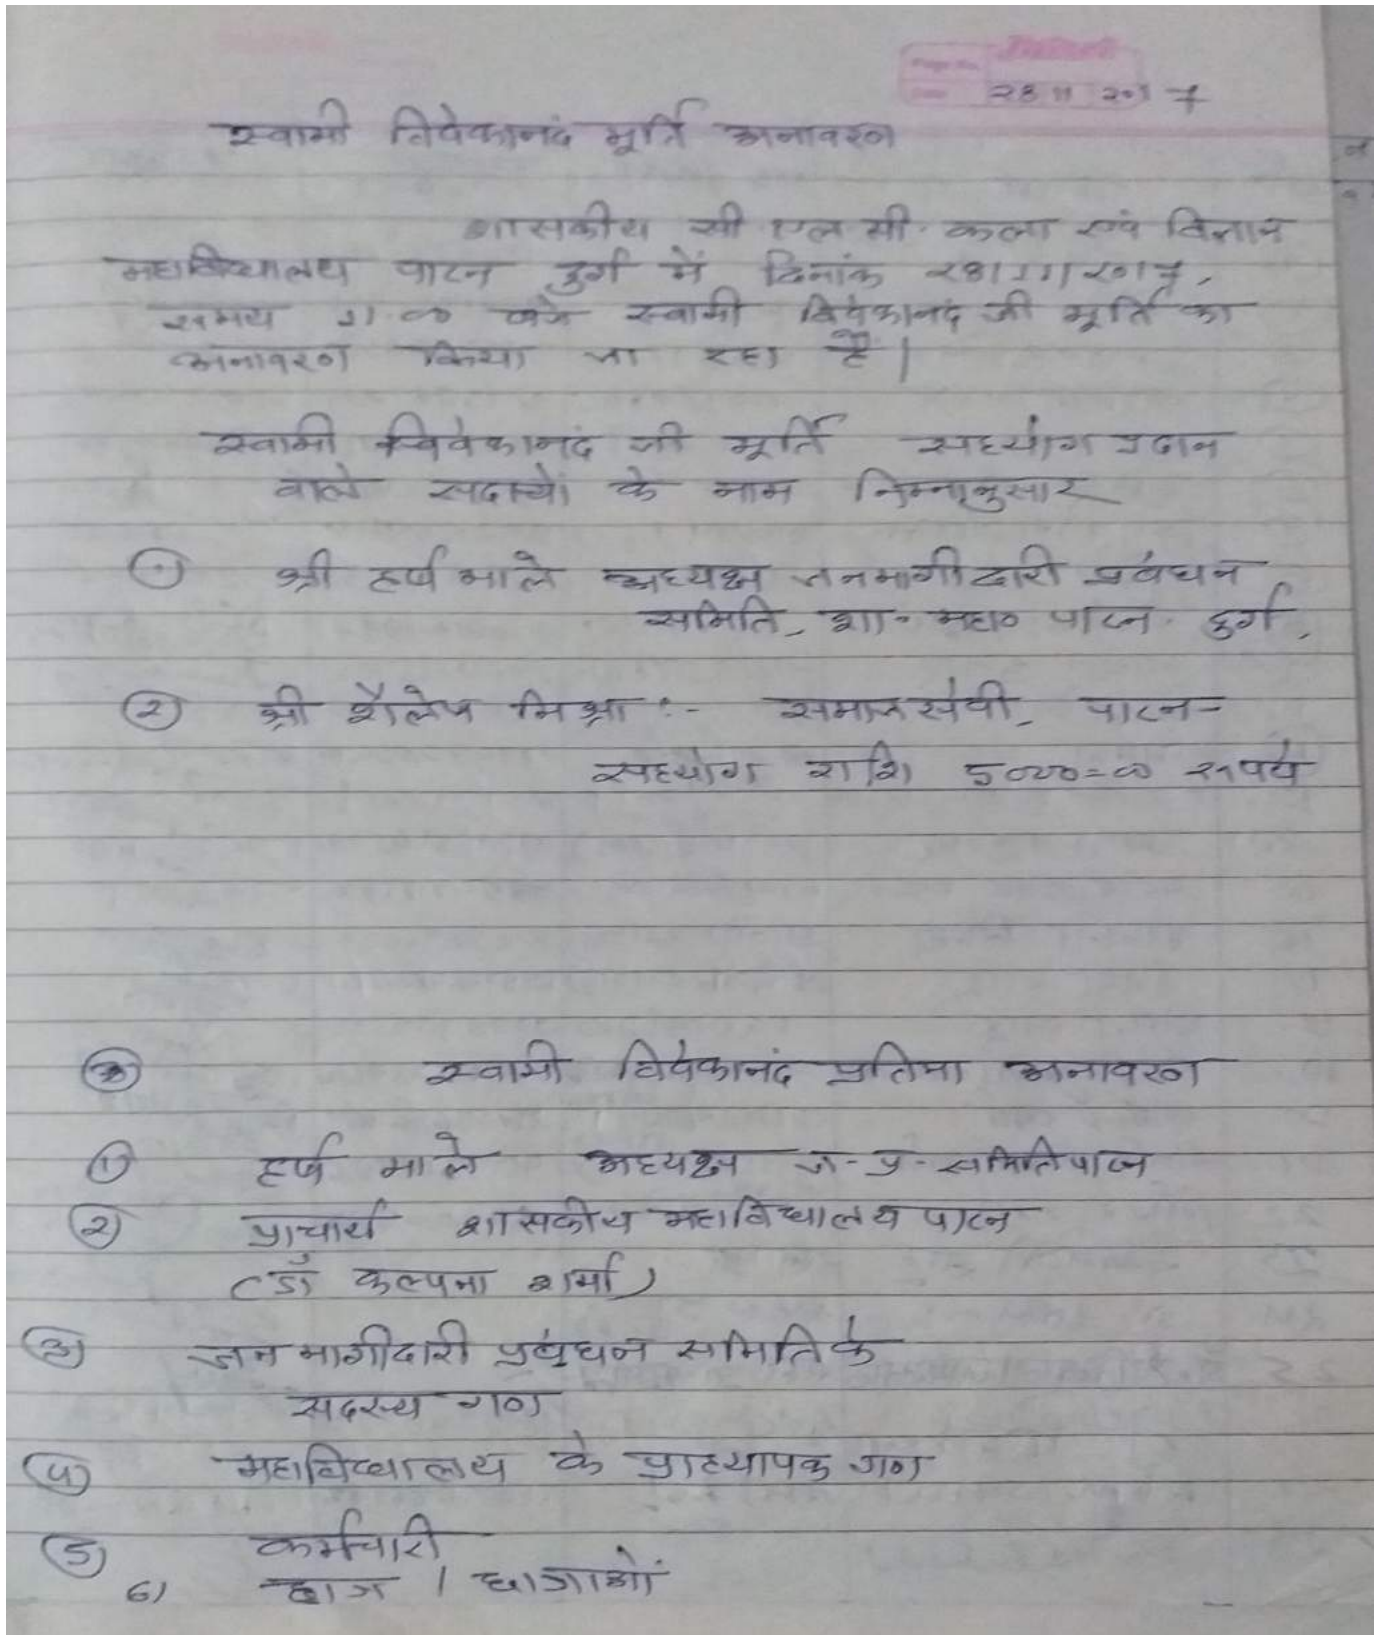 28 11 2017
स्वामी विवेकानंद मूर्ति अनावरण
शासकीय सी एल सी. कला एवं विज्ञान
महाविद्यालय पाटन दुर्ग में दिनांक 28/11/2017,
समय 11.00 बजे स्वामी विवेकानंद जी मूर्ति का
अनावरण किया जा रहा है।
स्वामी विवेकानंद जी मूर्ति सहयोग प्रदान
वाले सदस्यों के नाम निम्नानुसार
① श्री हर्ष भाले अध्यक्ष जनभागीदारी प्रबंधन
समिति, शा- महा० पाटन दुर्ग,
② श्री शैलेष मिश्रा :- समाजसेवी, पाटन-
सहयोग राशि 5000=00 रूपये
स्वामी विवेकानंद प्रतिमा अनावरण
① हर्ष भाले अध्यक्ष ज-प्र-समिति पाटन
② प्राचार्य शासकीय महाविद्यालय पाटन
(डॉ कल्पना शर्मा)
③ जन भागीदारी प्रबंधन समिति के
सदस्य गण
④ महाविद्यालय के प्राध्यापक गण
⑤ कर्मचारी
6) छात्र / छात्राओं